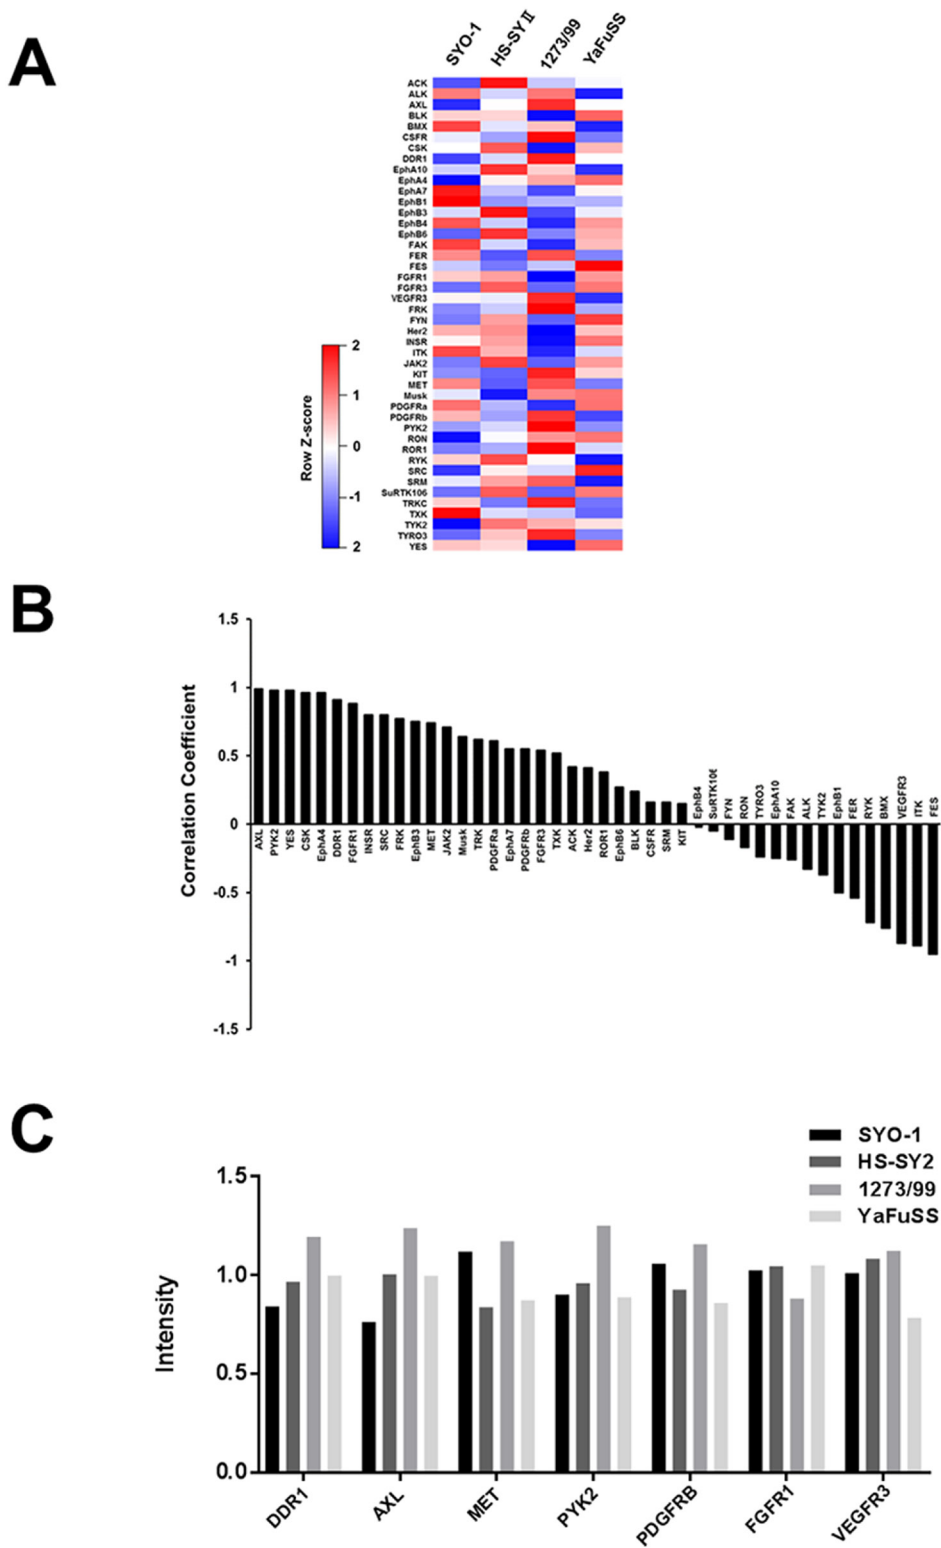 A
SYO-1
HS-SYⅡ
1273/99
YaFuSS
ACK
ALK
AXL
BLK
BMX
CSFR
CSK
DDR1
EphA10
EphA4
EphA7
EphB1
EphB3
EphB4
EphB6
FAK
FER
FES
FGFR1
FGFR3
VEGFR3
FRK
FYN
Her2
INSR
ITK
JAK2
KIT
MET
Musk
PDGFRa
PDGFRb
PYK2
RON
ROR1
RYK
SRC
SRM
SuRTK106
TRKC
TXK
TYK2
TYRO3
YES
Row Z-score
2
1
0
-1
2
B
Correlation Coefficient
1.5
1
0.5
0
-0.5
-1
-1.5
AXL
PYK2
YES
CSK
EphA4
DDR1
FGFR1
INSR
SRC
FRK
EphB3
MET
JAK2
Musk
TRK
PDGFRa
EphA7
PDGFRb
FGFR3
TXK
ACK
Her2
ROR1
EphB6
BLK
CSFR
SRM
KIT
EphB4
SuRTK10
FYN
RON
TYRO3
EphA10
FAK
ALK
TYK2
EphB1
FER
RYK
BMX
VEGFR3
ITK
FES
C
SYO-1
HS-SY2
1273/99
YaFuSS
Intensity
1.5
1.0
0.5
0.0
DDR1
AXL
MET
PYK2
PDGFRB
FGFR1
VEGFR3